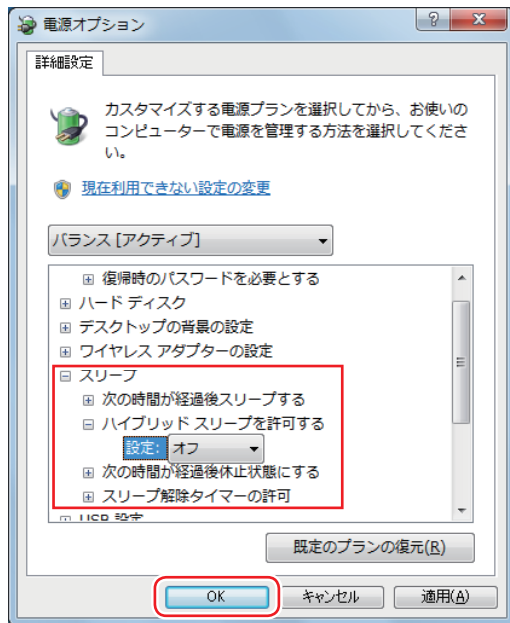 電源オプション
詳細設定
カスタマイズする電源プランを選択してから、お使いの
コンピューターで電源を管理する方法を選択してくださ
い。
現在利用できない設定の変更
バランス [アクティブ]
復帰時のパスワードを必要とする
ハード ディスク
デスクトップの背景の設定
ワイヤレス アダプターの設定
スリープ
次の時間が経過後スリープする
ハイブリッド スリープを許可する
設定: オフ
次の時間が経過後休止状態にする
スリープ解除タイマーの許可
USB 設定
既定のプランの復元(R)
OK キャンセル 適用(A)